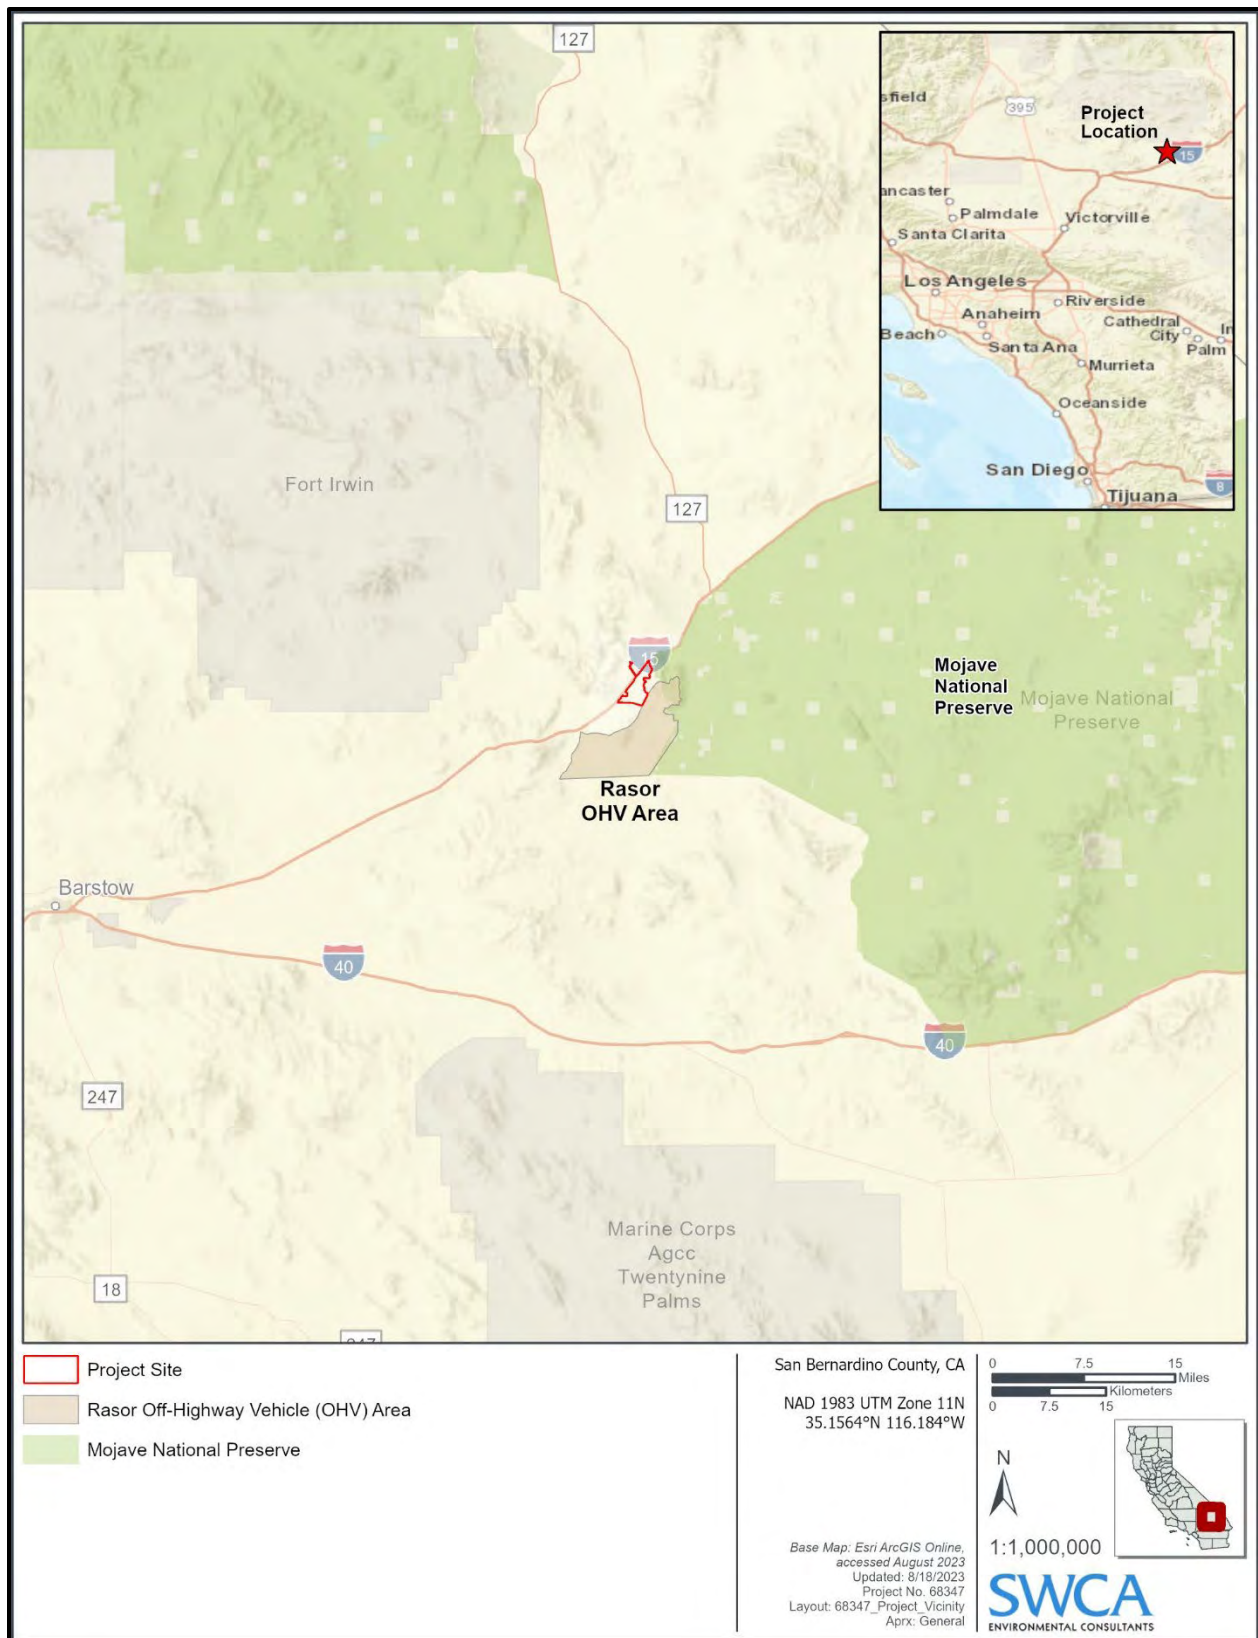 127
127
Fort Irwin
15
Mojave
National
Preserve
Mojave National
Preserve
Rasor
OHV Area
Barstow
40
40
247
18
Marine Corps
Agcc
Twentynine
Palms
sfield
395
Project
Location
15
ancaster
Palmdale
Victorville
Santa Clarita
Los Angeles
Riverside
Anaheim
Cathedral
City
In
Beach
Santa Ana
Palm
Murrieta
Oceanside
San Diego
8
Tijuana
Project Site
Rasor Off-Highway Vehicle (OHV) Area
Mojave National Preserve
San Bernardino County, CA
NAD 1983 UTM Zone 11N
35.1564°N 116.184°W
Base Map: Esri ArcGIS Online,
accessed August 2023
Updated: 8/18/2023
Project No. 68347
Layout: 68347_Project_Vicinity
Aprx: General
0 7.5 15
Miles
Kilometers
0 7.5 15
N
1:1,000,000
SWCA
ENVIRONMENTAL CONSULTANTS